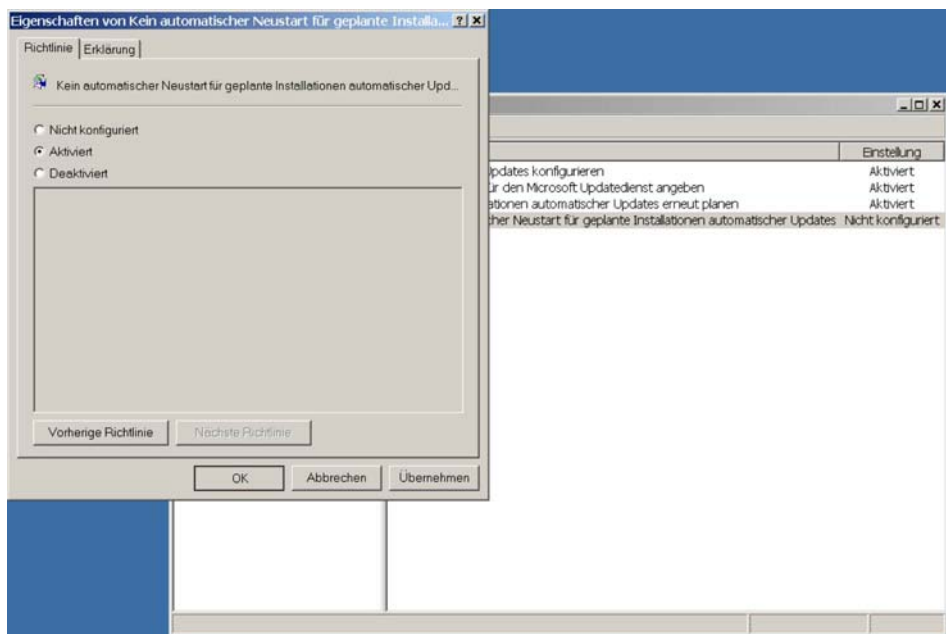 Eigenschaften von Kein automatischer Neustart für geplante Installa...
Richtlinie
Erklärung
Kein automatischer Neustart für geplante Installationen automatischer Upd...
Nicht konfiguriert
Aktiviert
Deaktiviert
Vorherige Richtlinie
Nächste Richtlinie
OK
Abbrechen
Übernehmen
Einstellung
pdates konfigurieren Aktiviert
ür den Microsoft Updatedienst angeben Aktiviert
ationen automatischer Updates erneut planen Aktiviert
her Neustart für geplante Installationen automatischer Updates Nicht konfiguriert